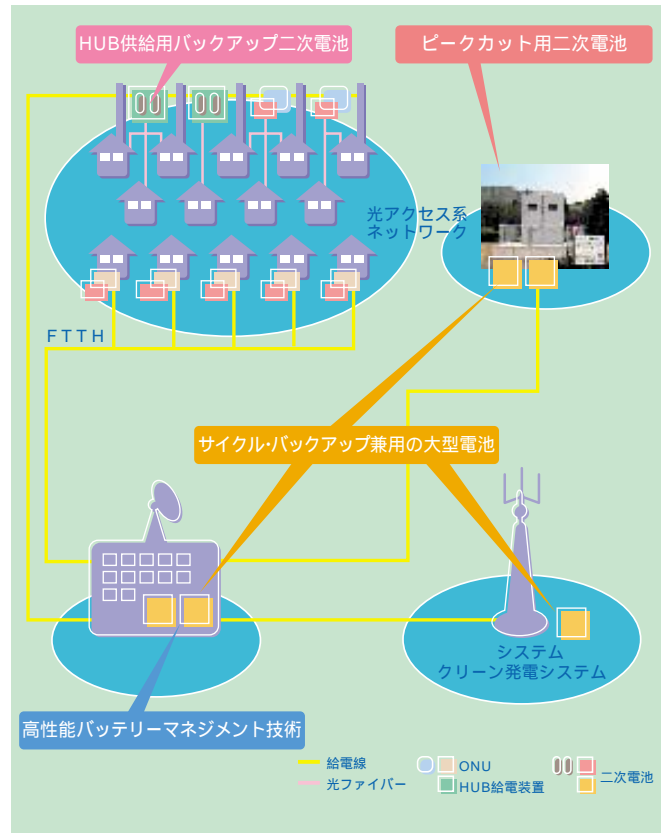 HUB供給用バックアップ二次電池
ピークカット用二次電池
光アクセス系
ネットワーク
FTTH
サイクル・バックアップ兼用の大型電池
システム
クリーン発電システム
高性能バッテリーマネジメント技術
給電線
ONU
二次電池
光ファイバー
HUB給電装置